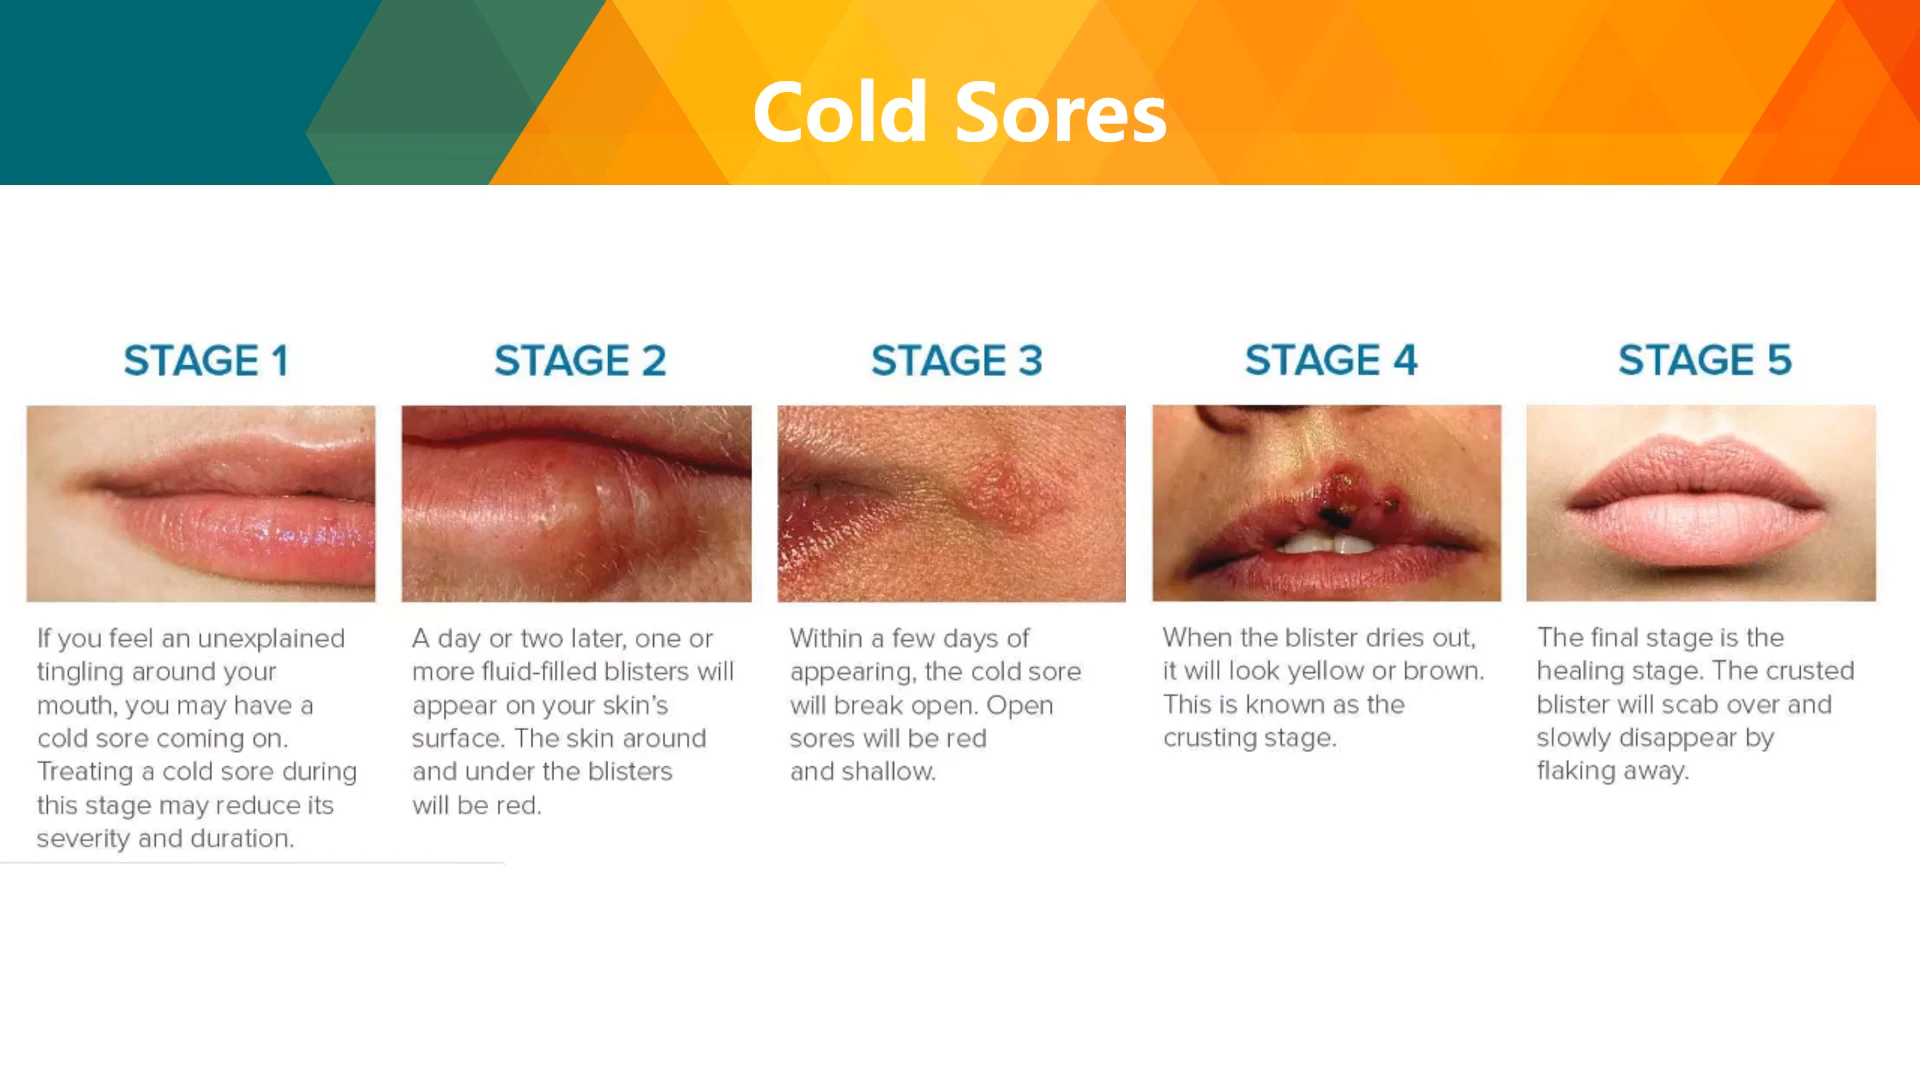 Cold Sores
STAGE 1
If you feel an unexplained
tingling around your
mouth, you may have a
cold sore coming on.
Treating a cold sore during
this stage may reduce its
severity and duration.
STAGE 2
A day or two later, one or
more fluid-filled blisters will
appear on your skin’s
surface. The skin around
and under the blisters
will be red.
STAGE 3
Within a few days of
appearing, the cold sore
will break open. Open
sores will be red
and shallow.
STAGE 4
When the blister dries out,
it will look yellow or brown.
This is known as the
crusting stage.
STAGE 5
The final stage is the
healing stage. The crusted
blister will scab over and
slowly disappear by
flaking away.